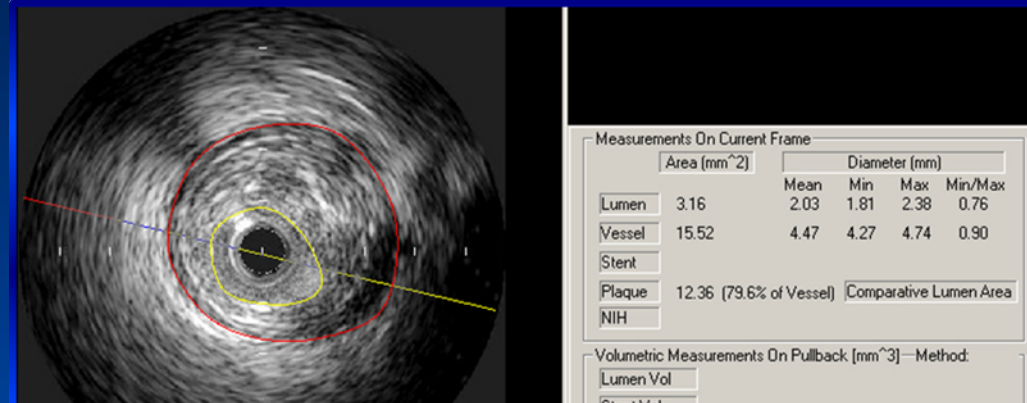 Measurements On Current Frame
Area (mm^2) Diameter (mm)
Mean Min Max Min/Max
Lumen 3.16 2.03 1.81 2.38 0.76
Vessel 15.52 4.47 4.27 4.74 0.90
Stent
Plaque 12.36 (79.6% of Vessel) Comparative Lumen Area
NIH
Volumetric Measurements On Pullback [mm^3] Method:
Lumen Vol